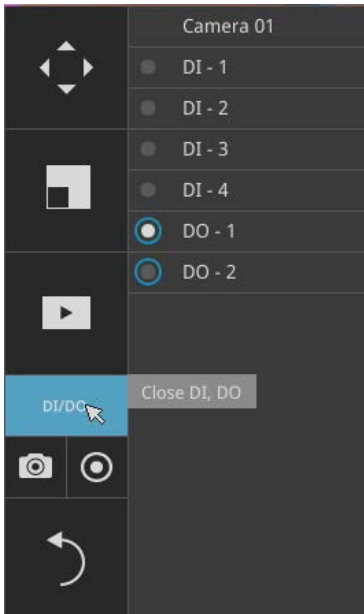 Camera 01
DI - 1
DI - 2
DI - 3
DI - 4
DO - 1
DO - 2
DI/DO
Close DI, DO